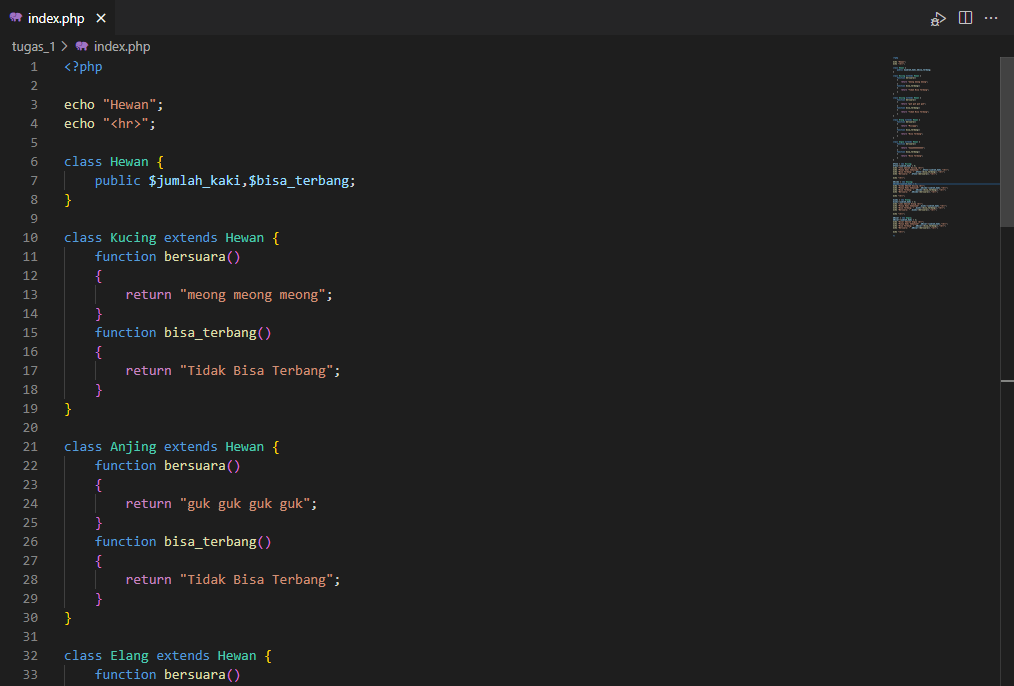 index.php
tugas_1 > index.php
1 <?php
2
3 echo "Hewan";
4 echo "<hr>";
5
6 class Hewan {
7 public $jumlah_kaki,$bisa_terbang;
8 }
9
10 class Kucing extends Hewan {
11 function bersuara()
12 {
13 return "meong meong meong";
14 }
15 function bisa_terbang()
16 {
17 return "Tidak Bisa Terbang";
18 }
19 }
20
21 class Anjing extends Hewan {
22 function bersuara()
23 {
24 return "guk guk guk guk";
25 }
26 function bisa_terbang()
27 {
28 return "Tidak Bisa Terbang";
29 }
30 }
31
32 class Elang extends Hewan {
33 function bersuara()